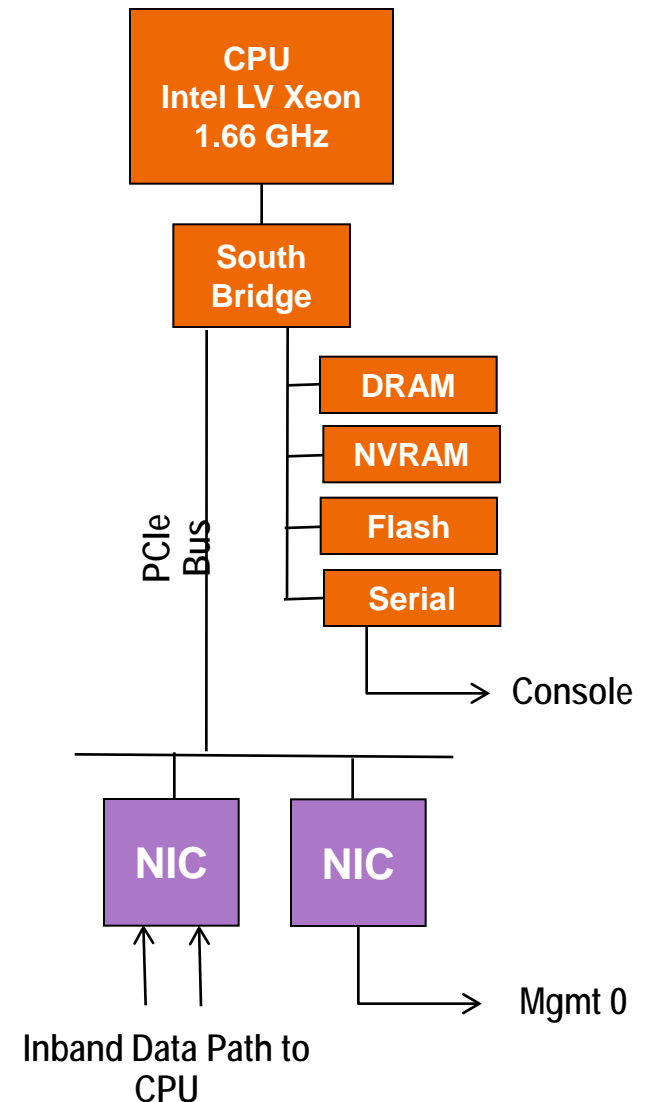 CPU
Intel LV Xeon
1.66 GHz
South
Bridge
DRAM
NVRAM
Flash
Serial
PCIe
Bus
Console
NIC
NIC
Mgmt 0
Inband Data Path to
CPU